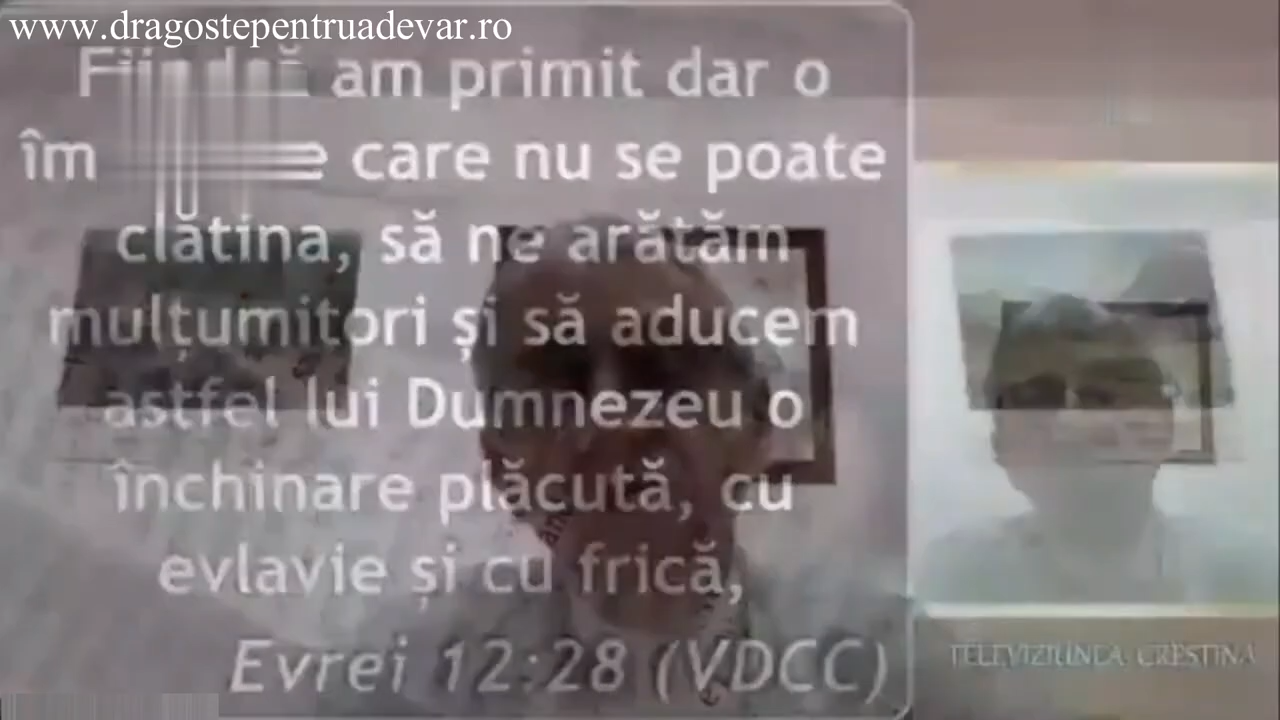 www.dragostepentruadevar.ro
am primit dar o
care nu se poate
clătina, să ne arătăm
mulțumitori și să aducem
astfel lui Dumnezeu o
închinare plăcută, cu
evlavie și cu frică,
Evrei 12:28 (VDCC)
TELEVIZIUNEA CRESTINA